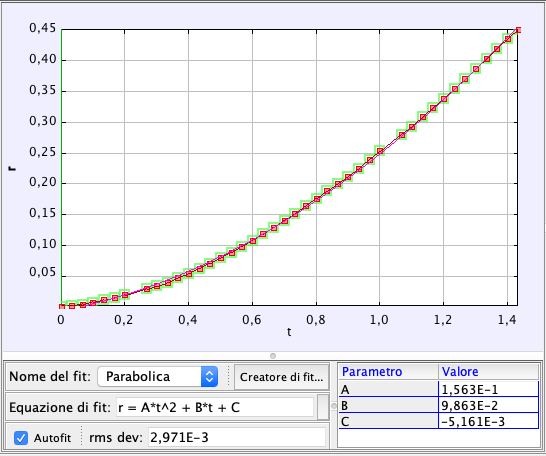 0,45
0,40
0,35
0,30
0,25
0,20
0,15
0,10
0,05
r
0 0,2 0,4 0,6 0,8 1,0 1,2 1,4
t
Nome del fit: Parabolica Creatore di fit...
Equazione di fit: r = A*t^2 + B*t + C
Autofit rms dev: 2,971E-3
Parametro Valore
A 1,563E-1
B 9,863E-2
C -5,161E-3